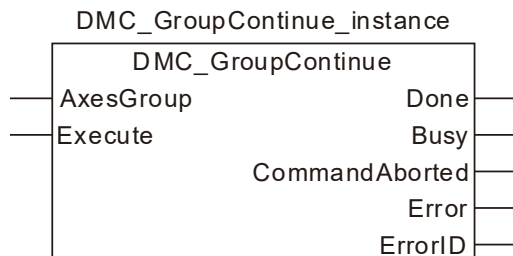 DMC_GroupContinue_instance
DMC_GroupContinue
AxesGroup Done
Execute Busy
CommandAborted
Error
ErrorID